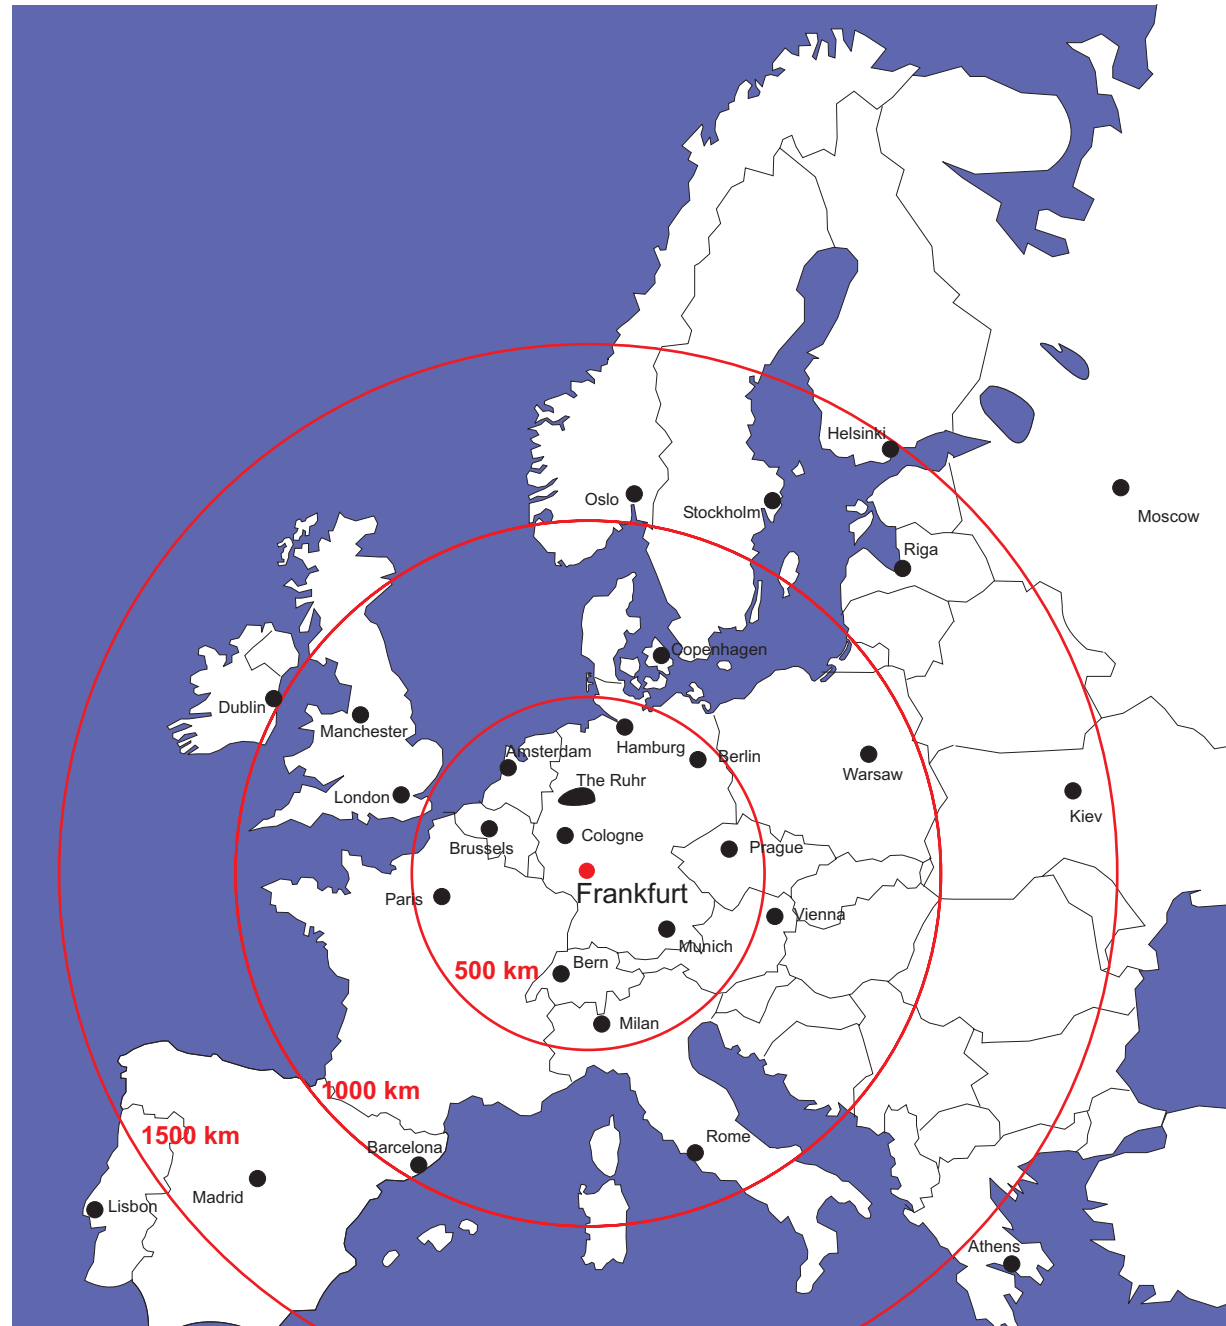 Helsinki
Oslo
Stockholm
Moscow
Riga
Copenhagen
Dublin
Manchester
Hamburg
Amsterdam
Berlin
Warsaw
The Ruhr
London
Kiev
Cologne
Brussels
Prague
Frankfurt
Paris
Vienna
Munich
Bern
500 km
Milan
1000 km
1500 km
Rome
Barcelona
Madrid
Lisbon
Athens